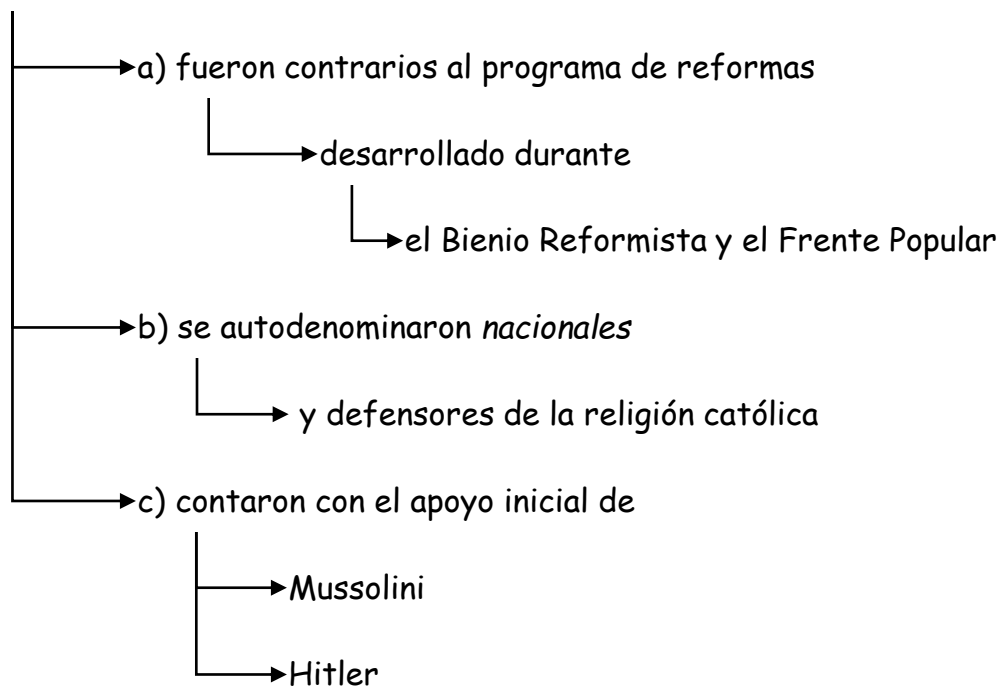 a) fueron contrarios al programa de reformas
desarrollado durante
el Bienio Reformista y el Frente Popular
b) se autodenominaron nacionales
y defensores de la religión católica
c) contaron con el apoyo inicial de
Mussolini
Hitler